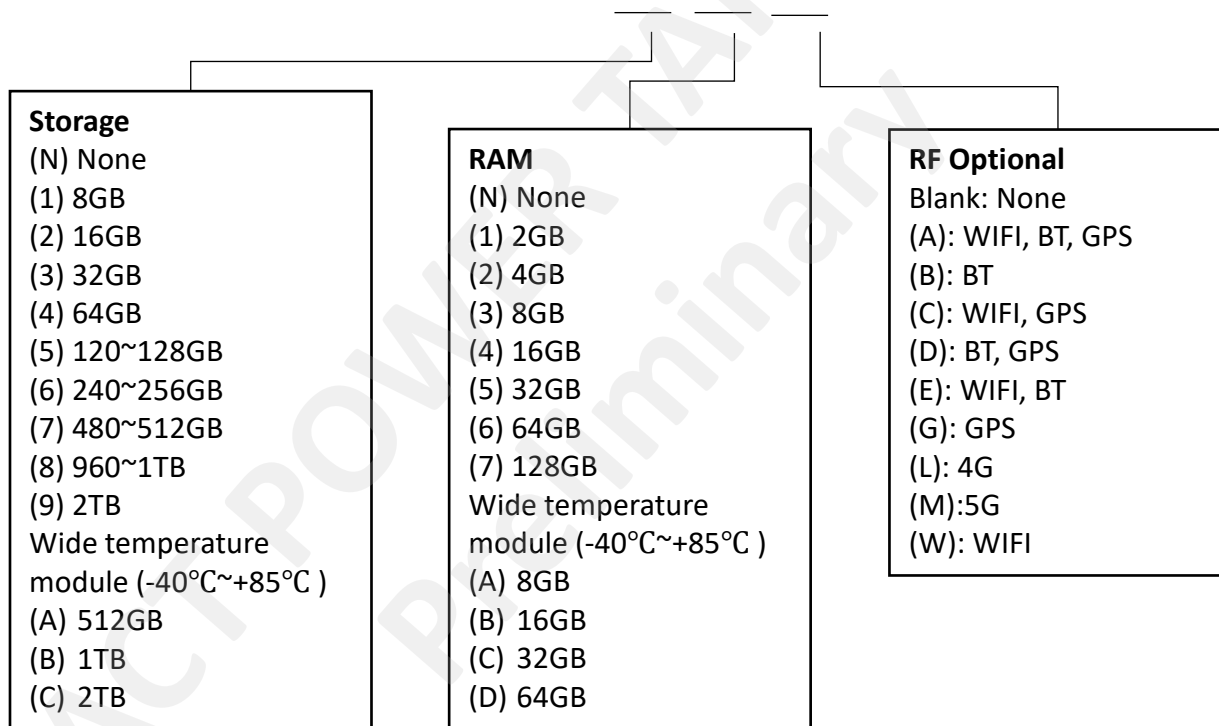 Storage
(N) None
(1) 8GB
(2) 16GB
(3) 32GB
(4) 64GB
(5) 120~128GB
(6) 240~256GB
(7) 480~512GB
(8) 960~1TB
(9) 2TB
Wide temperature
module (-40℃~+85℃ )
(A) 512GB
(B) 1TB
(C) 2TB
RAM
(N) None
(1) 2GB
(2) 4GB
(3) 8GB
(4) 16GB
(5) 32GB
(6) 64GB
(7) 128GB
Wide temperature
module (-40℃~+85℃ )
(A) 8GB
(B) 16GB
(C) 32GB
(D) 64GB
RF Optional
Blank: None
(A): WIFI, BT, GPS
(B): BT
(C): WIFI, GPS
(D): BT, GPS
(E): WIFI, BT
(G): GPS
(L): 4G
(M):5G
(W): WIFI
POWER
Preliminary